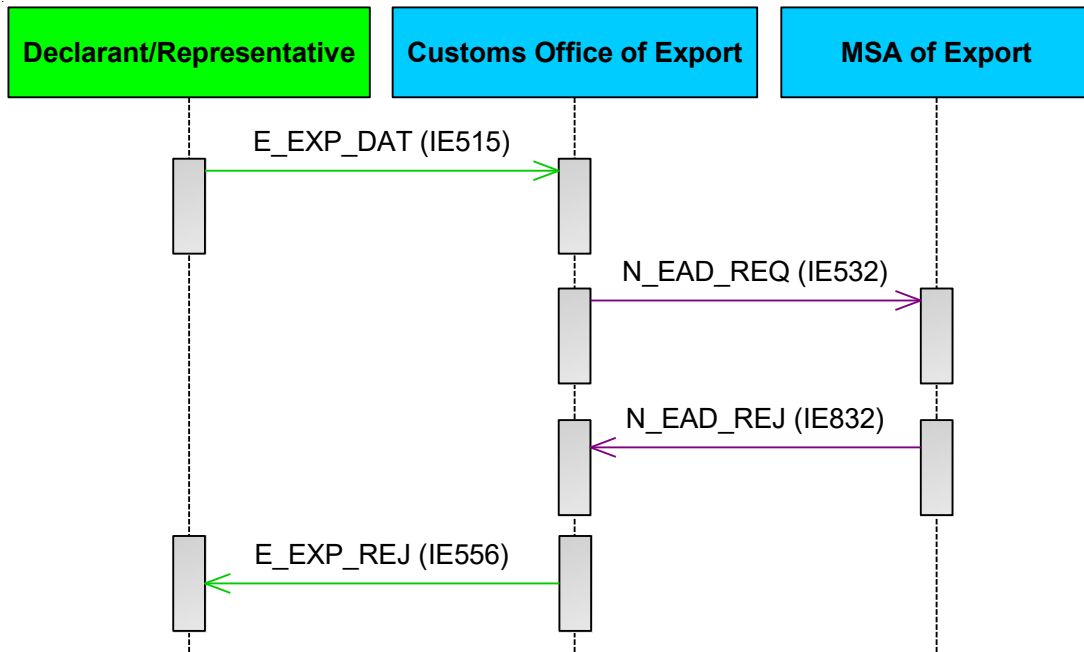 Declarant/Representative
Customs Office of Export
MSA of Export
E_EXP_DAT (IE515)
N_EAD_REQ (IE532)
N_EAD_REJ (IE832)
E_EXP_REJ (IE556)